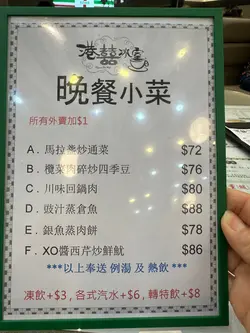 港囍冰室
晚餐小菜
所有外賣加$1
A．馬拉盞炒通菜 $72
B．欖菜肉碎炒四季豆 $76
C．川味回鍋肉 $80
D．豉汁蒸倉魚 $88
E．銀魚蒸肉餅 $78
F．XO醬西芹炒鮮魷 $86
***以上奉送 例湯 及 熱飲 ***
凍飲+$3 , 各式汽水+$6 , 轉特飲+$8